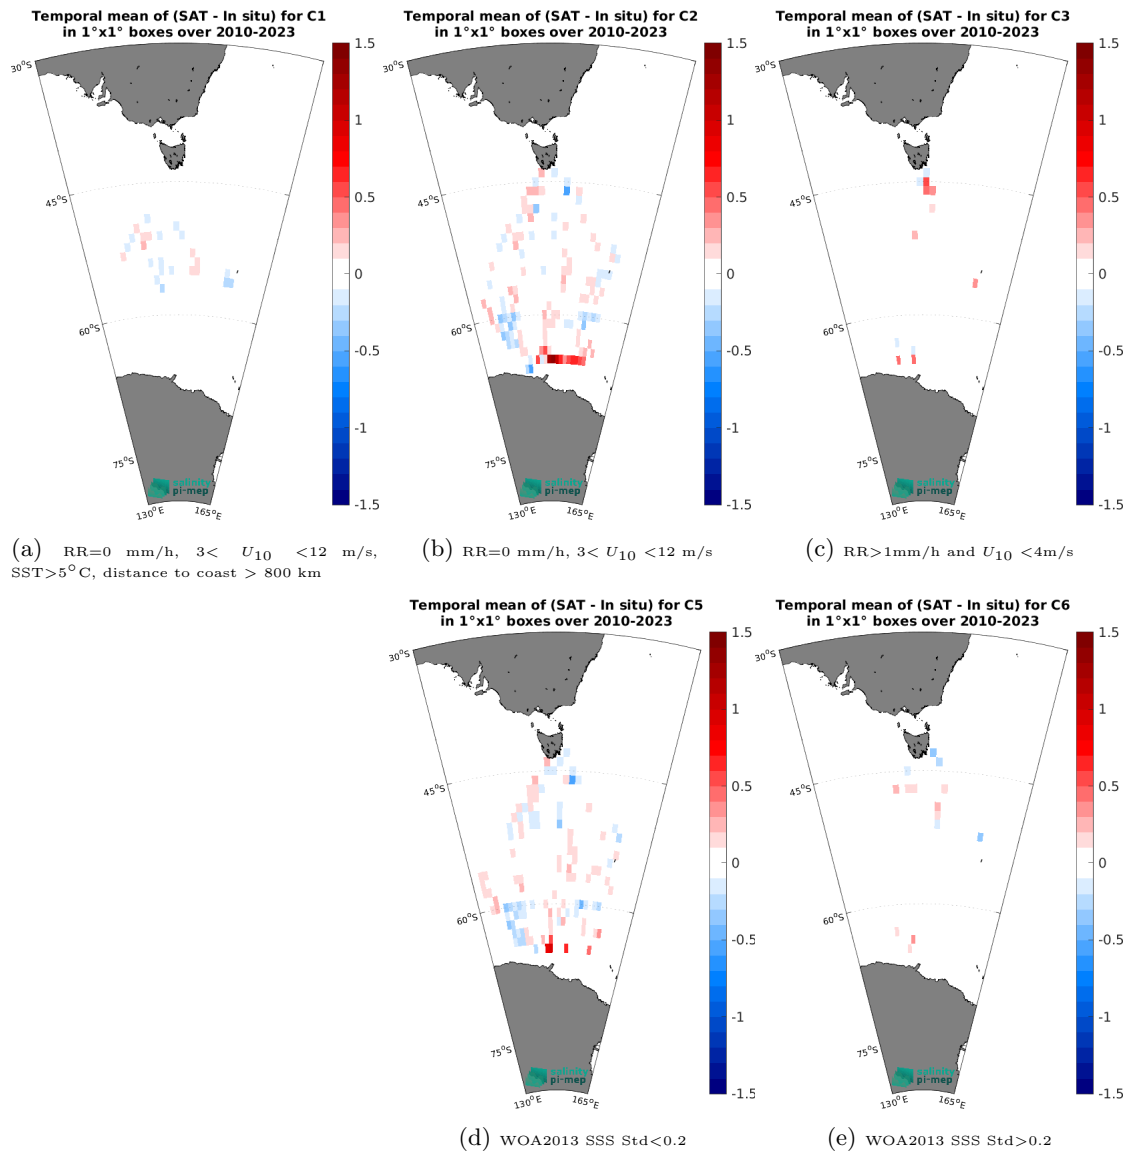 Temporal mean of (SAT - In situ) for C1
in 1°x1° boxes over 2010-2023
30°S
45°S
60°S
75°S
130°E
165°E
salinity
pi-mep
1.5
1
0.5
0
-0.5
-1
-1.5
(a) RR=0 mm/h, 3< U10 <12 m/s,
SST>5°C, distance to coast > 800 km
Temporal mean of (SAT - In situ) for C2
in 1°x1° boxes over 2010-2023
30°S
45°S
60°S
75°S
130°E
165°E
salinity
pi-mep
1.5
1
0.5
0
-0.5
-1
-1.5
(b) RR=0 mm/h, 3< U10 <12 m/s
Temporal mean of (SAT - In situ) for C3
in 1°x1° boxes over 2010-2023
30°S
45°S
60°S
75°S
130°E
165°E
salinity
pi-mep
1.5
1
0.5
0
-0.5
-1
-1.5
(c) RR>1mm/h and U10 <4m/s
Temporal mean of (SAT - In situ) for C5
in 1°x1° boxes over 2010-2023
30°S
45°S
60°S
75°S
130°E
165°E
salinity
pi-mep
1.5
1
0.5
0
-0.5
-1
-1.5
(d) WOA2013 SSS Std<0.2
Temporal mean of (SAT - In situ) for C6
in 1°x1° boxes over 2010-2023
30°S
45°S
60°S
75°S
130°E
165°E
salinity
pi-mep
1.5
1
0.5
0
-0.5
-1
-1.5
(e) WOA2013 SSS Std>0.2